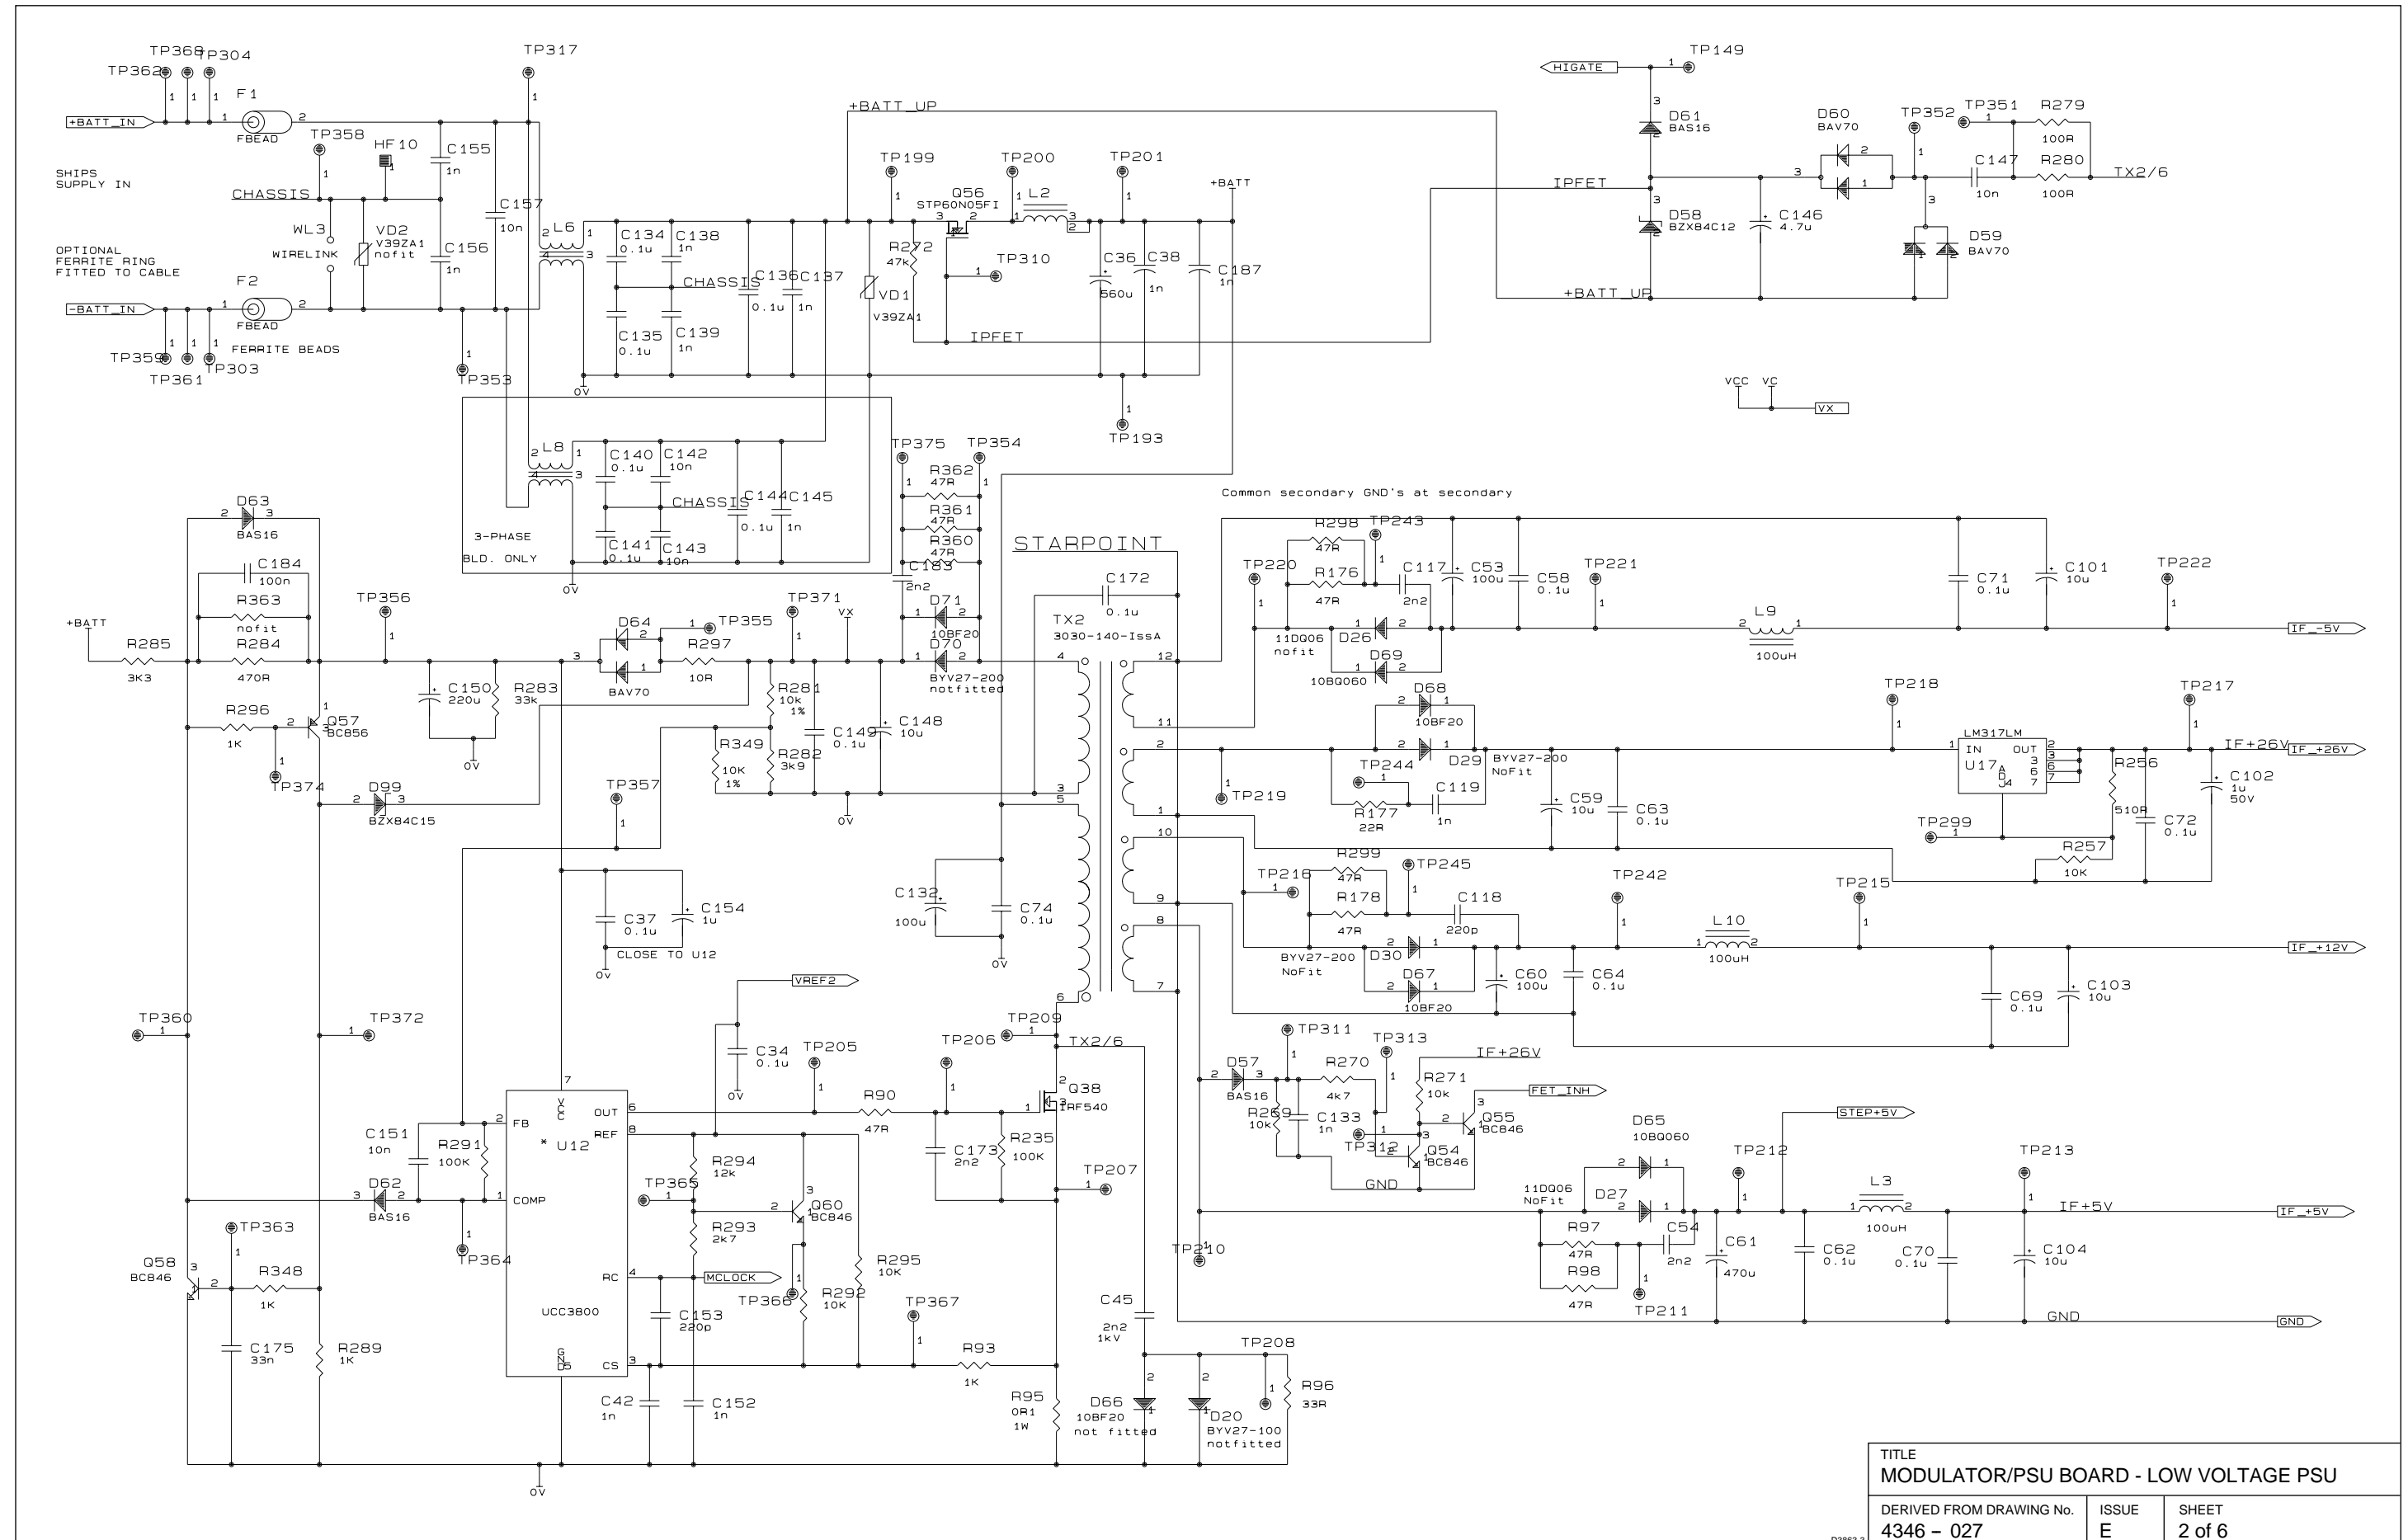 TP368
TP304
TP362
TP317
TP149
HIGATE
+BATT_IN
F1
FBEAD
TP358
HF10
C155
1n
SHIPS
SUPPLY IN
CHASSIS
C157
10n
WL3
WIRELINK
VD2
V39ZA1
nofit
C156
1n
OPTIONAL
FERRITE RING
FITTED TO CABLE
F2
FBEAD
-BATT_IN
FERRITE BEADS
TP359
TP361
TP303
TP353
L6
+BATT_UP
C134
0.1u
C138
1n
CHASSIS
C136
0.1u
C137
1n
C135
0.1u
C139
1n
0V
TP199
Q56
STP60N05FI
TP200
L2
TP201
+BATT
R272
47k
TP310
VD1
V39ZA1
C36
560u
C38
1n
C187
1n
IPFET
TP193
D61
BAS16
D60
BAV70
TP352
TP351
R279
100R
C147
10n
R280
100R
TX2/6
IPFET
D58
BZX84C12
C146
4.7u
D59
BAV70
+BATT_UP
VCC VC
VX
L8
C140
0.1u
C142
10n
CHASSIS
C144
0.1u
C145
1n
C141
0.1u
C143
10n
3-PHASE
BLD. ONLY
0V
TP375
TP354
R362
47R
R361
47R
R360
47R
C183
2n2
D71
10BF20
D70
BYV27-200
notfitted
STARPOINT
C172
0.1u
TX2
3030-140-IssA
Common secondary GND's at secondary
D63
BAS16
C184
100n
R363
nofit
R284
470R
+BATT
R285
3K3
TP356
R296
1K
Q57
BC856
TP374
C150
220u
R283
33k
0V
D64
BAV70
TP355
R297
10R
TP371
VX
R281
10k
1%
R349
10K
1%
R282
3k9
C149
0.1u
C148
10u
0V
D99
BZX84C15
TP357
C37
0.1u
C154
1u
CLOSE TO U12
0V
C132
100u
C74
0.1u
0V
TP220
R298
47R
TP243
R176
47R
C117
2n2
C53
100u
C58
0.1u
TP221
11DQ06
nofit
D26
D69
10BQ060
L9
100uH
C71
0.1u
C101
10u
TP222
IF_-5V
D68
10BF20
D29
BYV27-200
NoFit
TP219
TP244
R177
22R
C119
1n
C59
10u
C63
0.1u
TP218
LM317LM
IN OUT
U17
TP217
IF+26V
IF_+26V
R256
510R
C102
1u
50V
C72
0.1u
TP299
R257
10K
R299
47R
TP245
TP216
R178
47R
C118
220p
TP242
BYV27-200
NoFit
D30
D67
10BF20
C60
100u
C64
0.1u
L10
100uH
TP215
C69
0.1u
C103
10u
IF_+12V
VREF2
C34
0.1u
0V
TP360
TP372
TP205
TP206
TP209
TX2/6
R90
47R
Q38
IRF540
C173
2n2
R235
100K
TP207
VCC
OUT
FB
* U12
REF
COMP
RC
UCC3800
GND
CS
C151
10n
R291
100K
D62
BAS16
TP363
TP364
Q58
BC846
R348
1K
C175
33n
R289
1K
R294
12k
TP365
Q60
BC846
R293
2k7
MCLOCK
R295
10K
R292
10K
TP366
C153
220p
TP367
R93
1K
C42
1n
C152
1n
R95
0R1
1W
0V
C45
2n2
1kV
D66
10BF20
not fitted
D20
BYV27-100
notfitted
TP208
R96
33R
TP311
D57
BAS16
R270
4k7
TP313
IF+26V
R271
10k
FET_INH
R269
10k
C133
1n
TP312
Q54
BC846
Q55
BC846
GND
TP210
D65
10BQ060
11DQ06
NoFit
D27
R97
47R
C54
2n2
R98
47R
TP211
TP212
STEP+5V
C61
470u
C62
0.1u
L3
100uH
C70
0.1u
TP213
C104
10u
IF+5V
IF_+5V
GND
GND
TITLE
MODULATOR/PSU BOARD - LOW VOLTAGE PSU
DERIVED FROM DRAWING No.
4346 – 027
ISSUE
E
SHEET
2 of 6